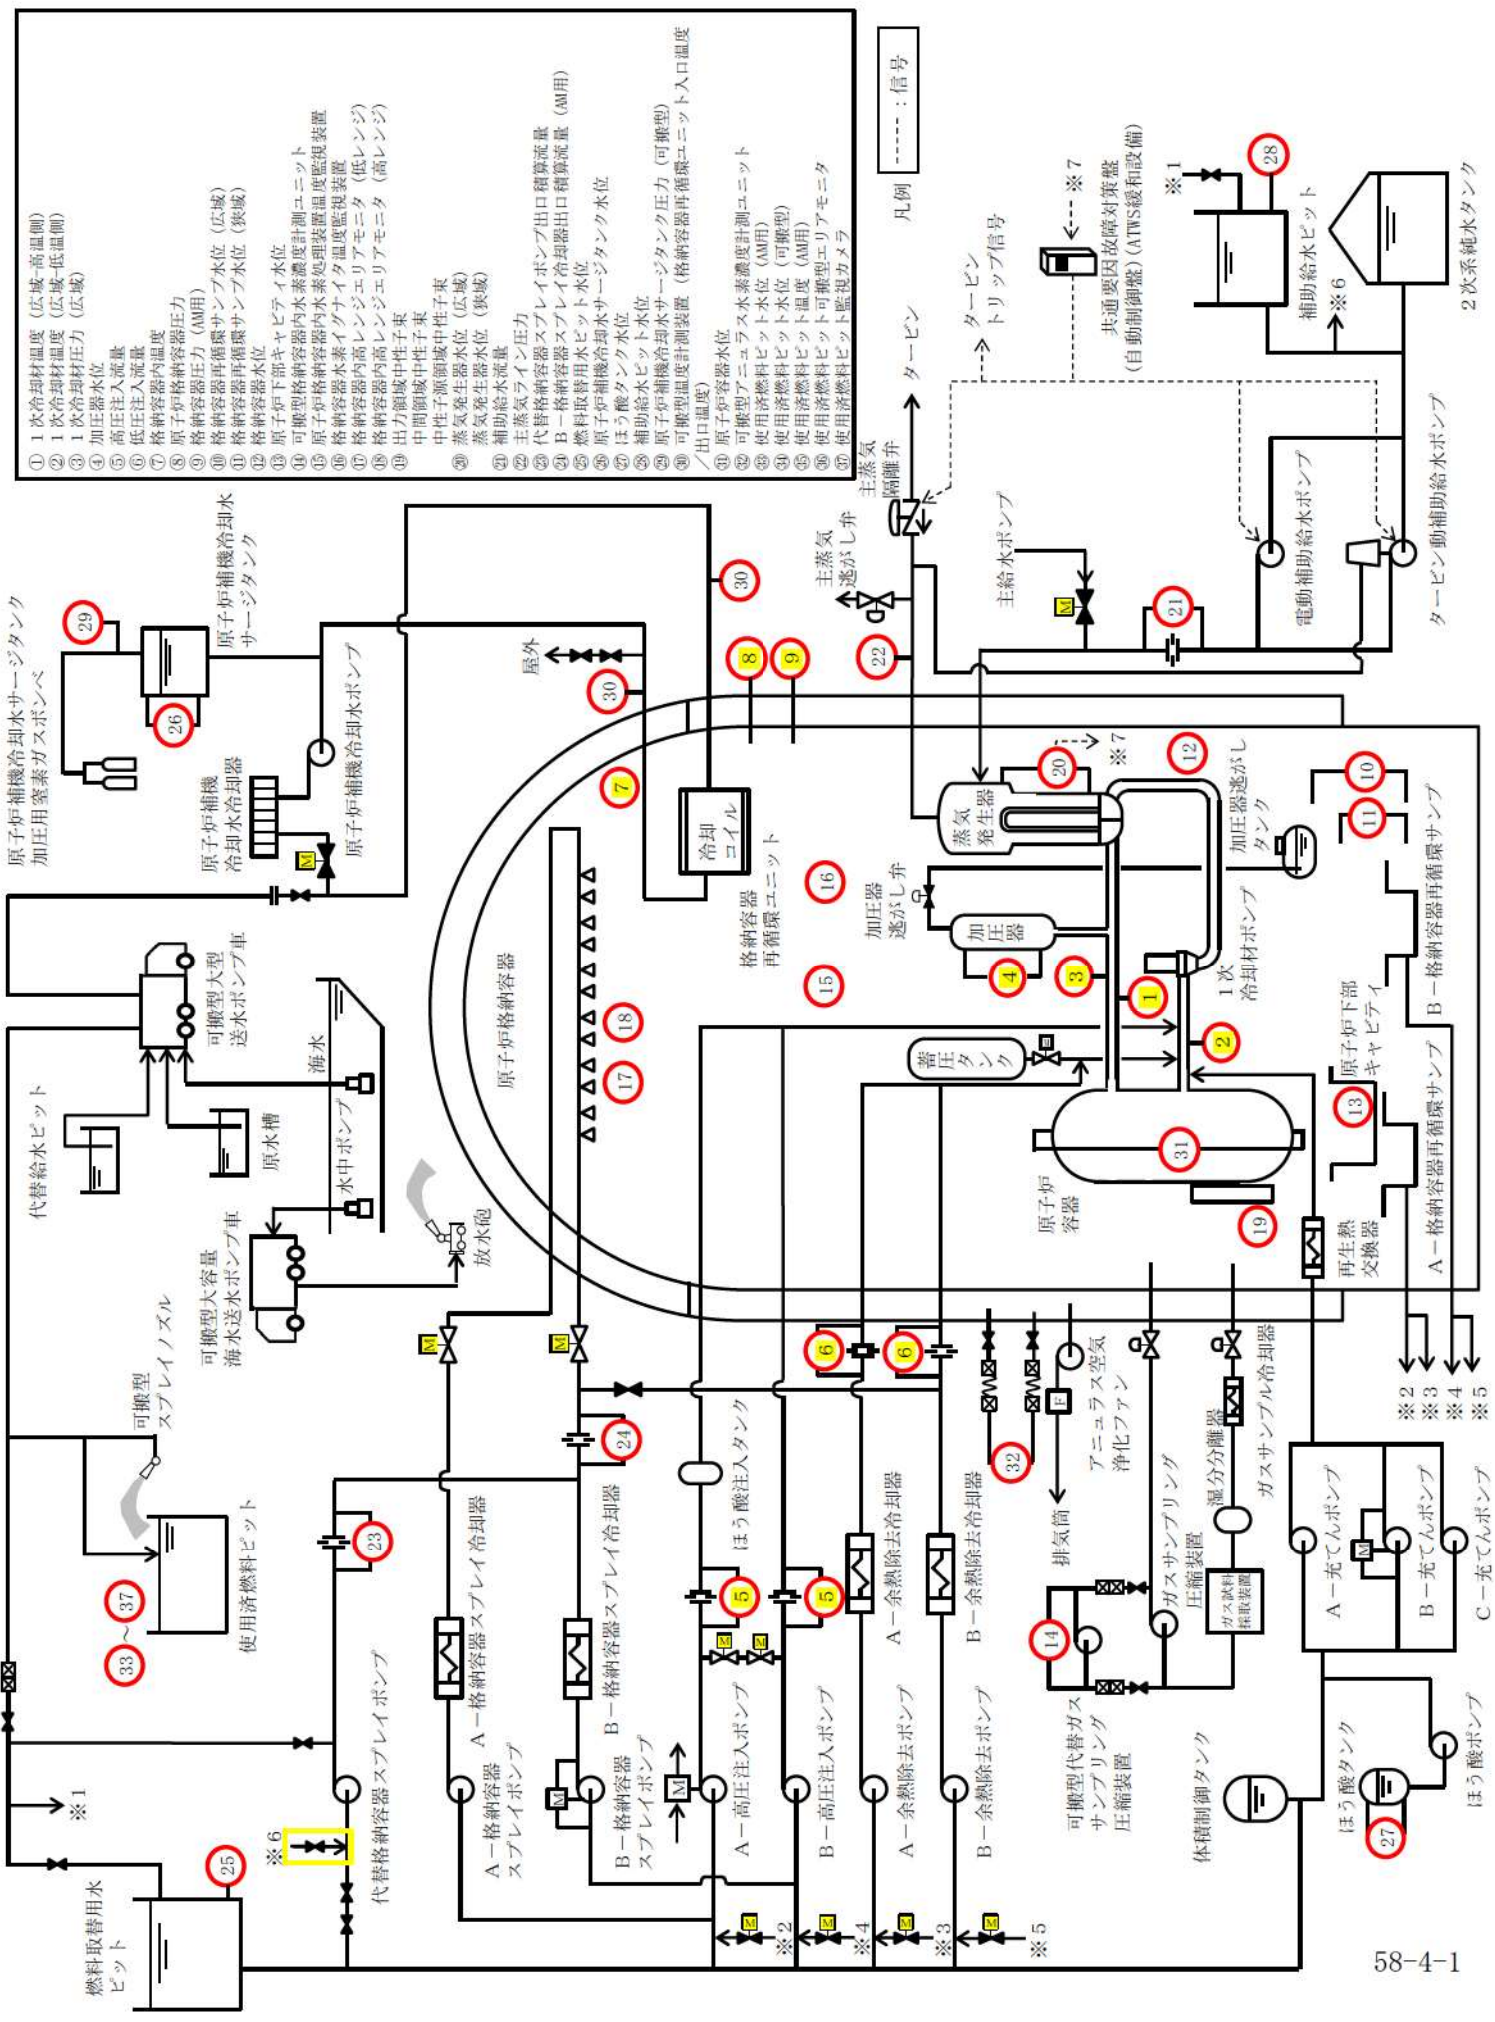 ① 1次冷却材温度（広域-高温側）
② 1次冷却材温度（広域-低温側）
③ 1次冷却材圧力（広域）
④ 加圧器水位
⑤ 高圧注入流量
⑥ 低圧注入流量
⑦ 格納容器内温度
⑧ 原子炉格納容器圧力
⑨ 格納容器圧力（AM用）
⑩ 格納容器再循環サンプ水位（広域）
⑪ 格納容器再循環サンプ水位（狭域）
⑫ 格納容器水位
⑬ 原子炉下部キャビティ水位
⑭ 可搬型格納容器内水素濃度計測ユニット
⑮ 原子炉格納容器内水素処理装置温度監視装置
⑯ 格納容器水素イグナイタ温度監視装置
⑰ 格納容器内高レンジエリアモニタ（低レンジ）
⑱ 格納容器内高レンジエリアモニタ（高レンジ）
⑲ 出力領域中性子束
中間領域中性子束
中性子源領域中性子束
⑳ 蒸気発生器水位（広域）
蒸気発生器水位（狭域）
㉑ 補助給水流量
㉒ 主蒸気ライン圧力
㉓ 代替格納容器スプレイポンプ出口積算流量
㉔ B－格納容器スプレイ冷却器出口積算流量（AM用）
㉕ 燃料取替用水ピット水位
㉖ 原子炉補機冷却水サージタンク水位
㉗ ほう酸タンク水位
㉘ 補助給水ピット水位
㉙ 原子炉補機冷却水サージタンク圧力（可搬型）
㉚ 可搬型温度計測装置（格納容器再循環ユニット入口温度
／出口温度）
㉛ 原子炉容器水位
㉜ 可搬型アニュラス水素濃度計測ユニット
㉝ 使用済燃料ピット水位（AM用）
㉞ 使用済燃料ピット水位（可搬型）
㉟ 使用済燃料ピット温度（AM用）
㊱ 使用済燃料ピット可搬型エリアモニタ
㊲ 使用済燃料ピット監視カメラ
凡例
：信号
原子炉補機冷却水サージタンク
加圧用窒素ガスボンベ
29
26
原子炉補機冷却水
サージタンク
原子炉補機
冷却水冷却器
M
原子炉補機冷却水ポンプ
屋外
30
30
可搬型大型
送水ポンプ車
代替給水ピット
原水槽
海水
水中ポンプ
可搬型大容量
海水送水ポンプ車
放水砲
可搬型
スプレイノズル
使用済燃料ピット
33
～
37
※1
燃料取替用水
ピット
25
※6
代替格納容器スプレイポンプ
23
24
M
M
A－格納容器スプレイ冷却器
B－格納容器スプレイ冷却器
A－格納容器
スプレイポンプ
B－格納容器
スプレイポンプ
M
M
原子炉格納容器
17
18
7
冷却
コイル
格納容器
再循環ユニット
15
16
8
9
22
主蒸気
逃がし弁
主蒸気
隔離弁
タービン
タービン
トリップ信号
※7
共通要因故障対策盤
（自動制御盤）（ATWS緩和設備）
※1
28
補助給水ピット
※6
2次系純水タンク
主給水ポンプ
M
21
電動補助給水ポンプ
タービン動補助給水ポンプ
蒸気
発生器
20
※7
12
加圧器逃がし
タンク
加圧器
逃がし弁
加
圧
器
4
3
1
2
1次
冷却材ポンプ
10
11
B－格納容器再循環サンプ
A－格納容器再循環サンプ
原子炉下部
キャビティ
13
蓄圧
タンク
原子炉
容器
31
19
再生熱
交換器
※2
※3
※4
※5
6
6
ほう酸注入タンク
5
5
M
M
A－高圧注入ポンプ
B－高圧注入ポンプ
A－余熱除去冷却器
B－余熱除去冷却器
A－余熱除去ポンプ
B－余熱除去ポンプ
M
※2
M
※4
M
※3
M
※5
32
F
排気筒
アニュラス空気
浄化ファン
14
可搬型代替ガス
サンプリング
圧縮装置
ガスサンプリング
圧縮装置
ガス試料
採取装置
湿分分離器
ガスサンプル冷却器
A－充てんポンプ
M
B－充てんポンプ
C－充てんポンプ
体積制御タンク
ほう酸タンク
27
ほう酸ポンプ
58-4-1